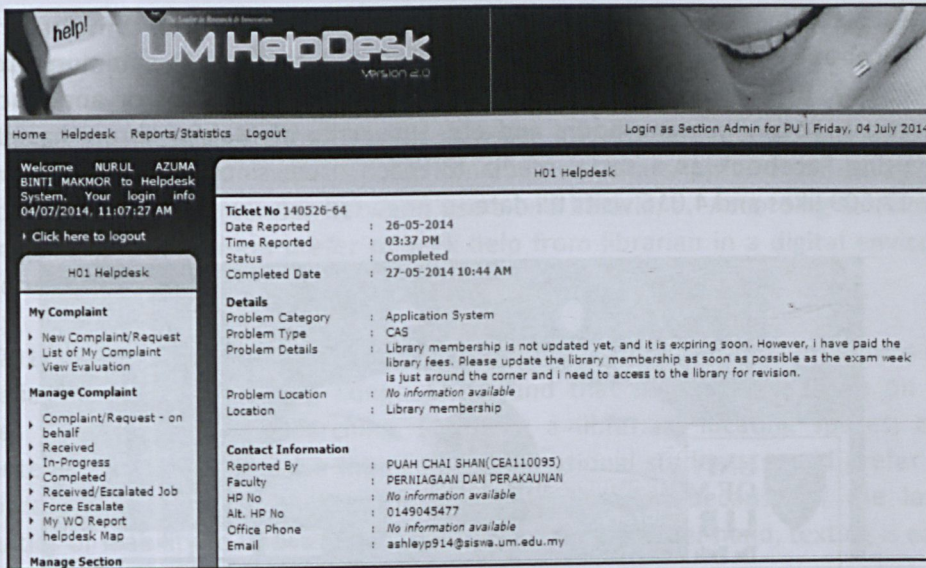 help!
The Leader in Research & Innovation
UM HelpDesk
Version 2.0
Home Helpdesk Reports/Statistics Logout
Login as Section Admin for PU | Friday, 04 July 2014
Welcome NURUL AZUMA
BINTI MAKMOR to Helpdesk
System. Your login info
04/07/2014, 11:07:27 AM
Click here to logout
H01 Helpdesk
My Complaint
New Complaint/Request
List of My Complaint
View Evaluation
Manage Complaint
Complaint/Request - on
behalf
Received
In-Progress
Completed
Received/Escalated Job
Force Escalate
My WO Report
helpdesk Map
Manage Section
H01 Helpdesk
Ticket No 140526-64
Date Reported : 26-05-2014
Time Reported : 03:37 PM
Status : Completed
Completed Date : 27-05-2014 10:44 AM
Details
Problem Category : Application System
Problem Type : CAS
Problem Details : Library membership is not updated yet, and it is expiring soon. However, i have paid the
library fees. Please update the library membership as soon as possible as the exam week
is just around the corner and i need to access to the library for revision.
Problem Location : No information available
Location : Library membership
Contact Information
Reported By : PUAH CHAI SHAN(CEA110095)
Faculty : PERNIAGAAN DAN PERAKAUNAN
HP No : No information available
Alt. HP No : 0149045477
Office Phone : No information available
Email : ashleyp914@siswa.um.edu.my